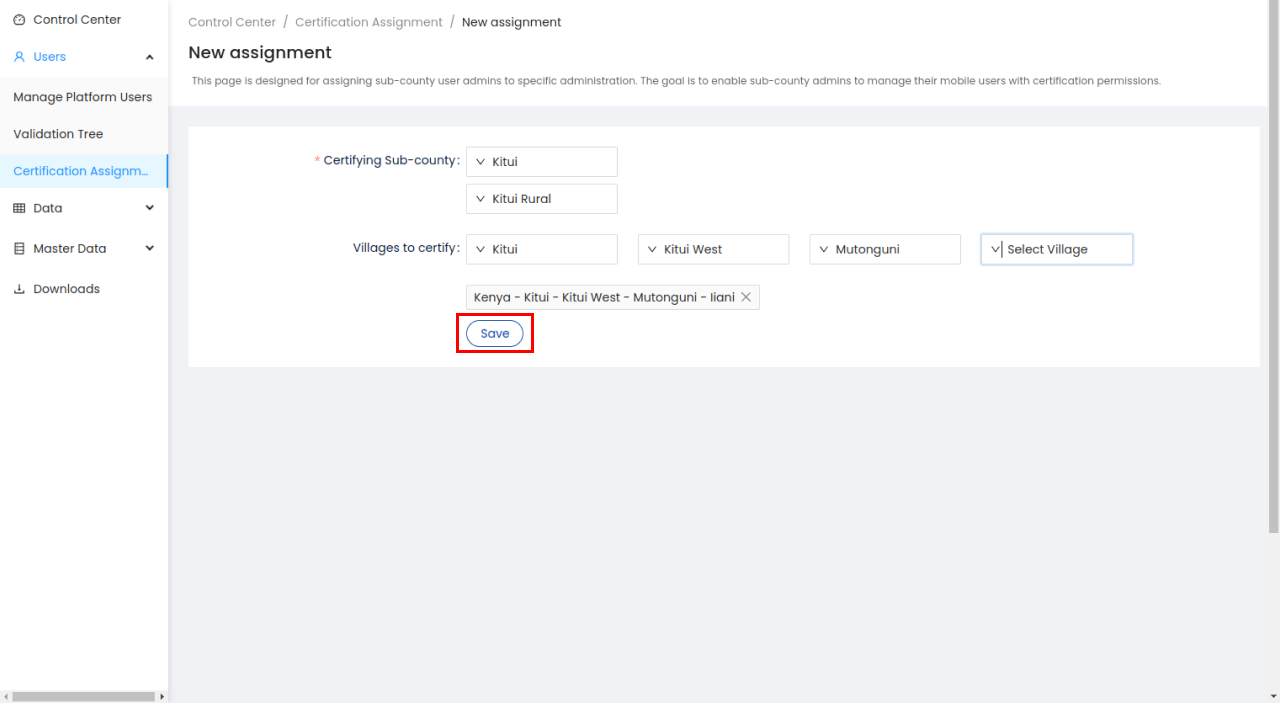 Control Center
Users
Manage Platform Users
Validation Tree
Certification Assignm...
Data
Master Data
Downloads
Control Center / Certification Assignment / New assignment
New assignment
This page is designed for assigning sub-county user admins to specific administration. The goal is to enable sub-county admins to manage their mobile users with certification permissions.
* Certifying Sub-county: Kitui
Kitui Rural
Villages to certify: Kitui Kitui West Mutonguni Select Village
Kenya - Kitui - Kitui West - Mutonguni - Iiani
Save